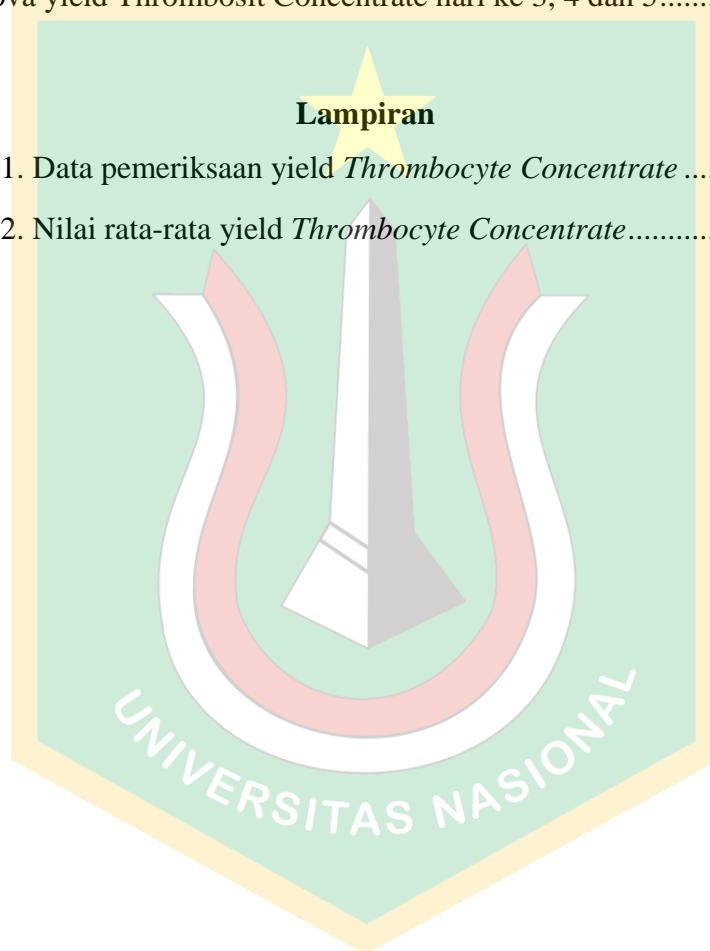 yield Thrombosit Concentrate hari ke 3, 4 dan 5.......
Lampiran
1. Data pemeriksaan yield Thrombocyte Concentrate ....
2. Nilai rata-rata yield Thrombocyte Concentrate...........
UNIVERSITAS NASIONAL